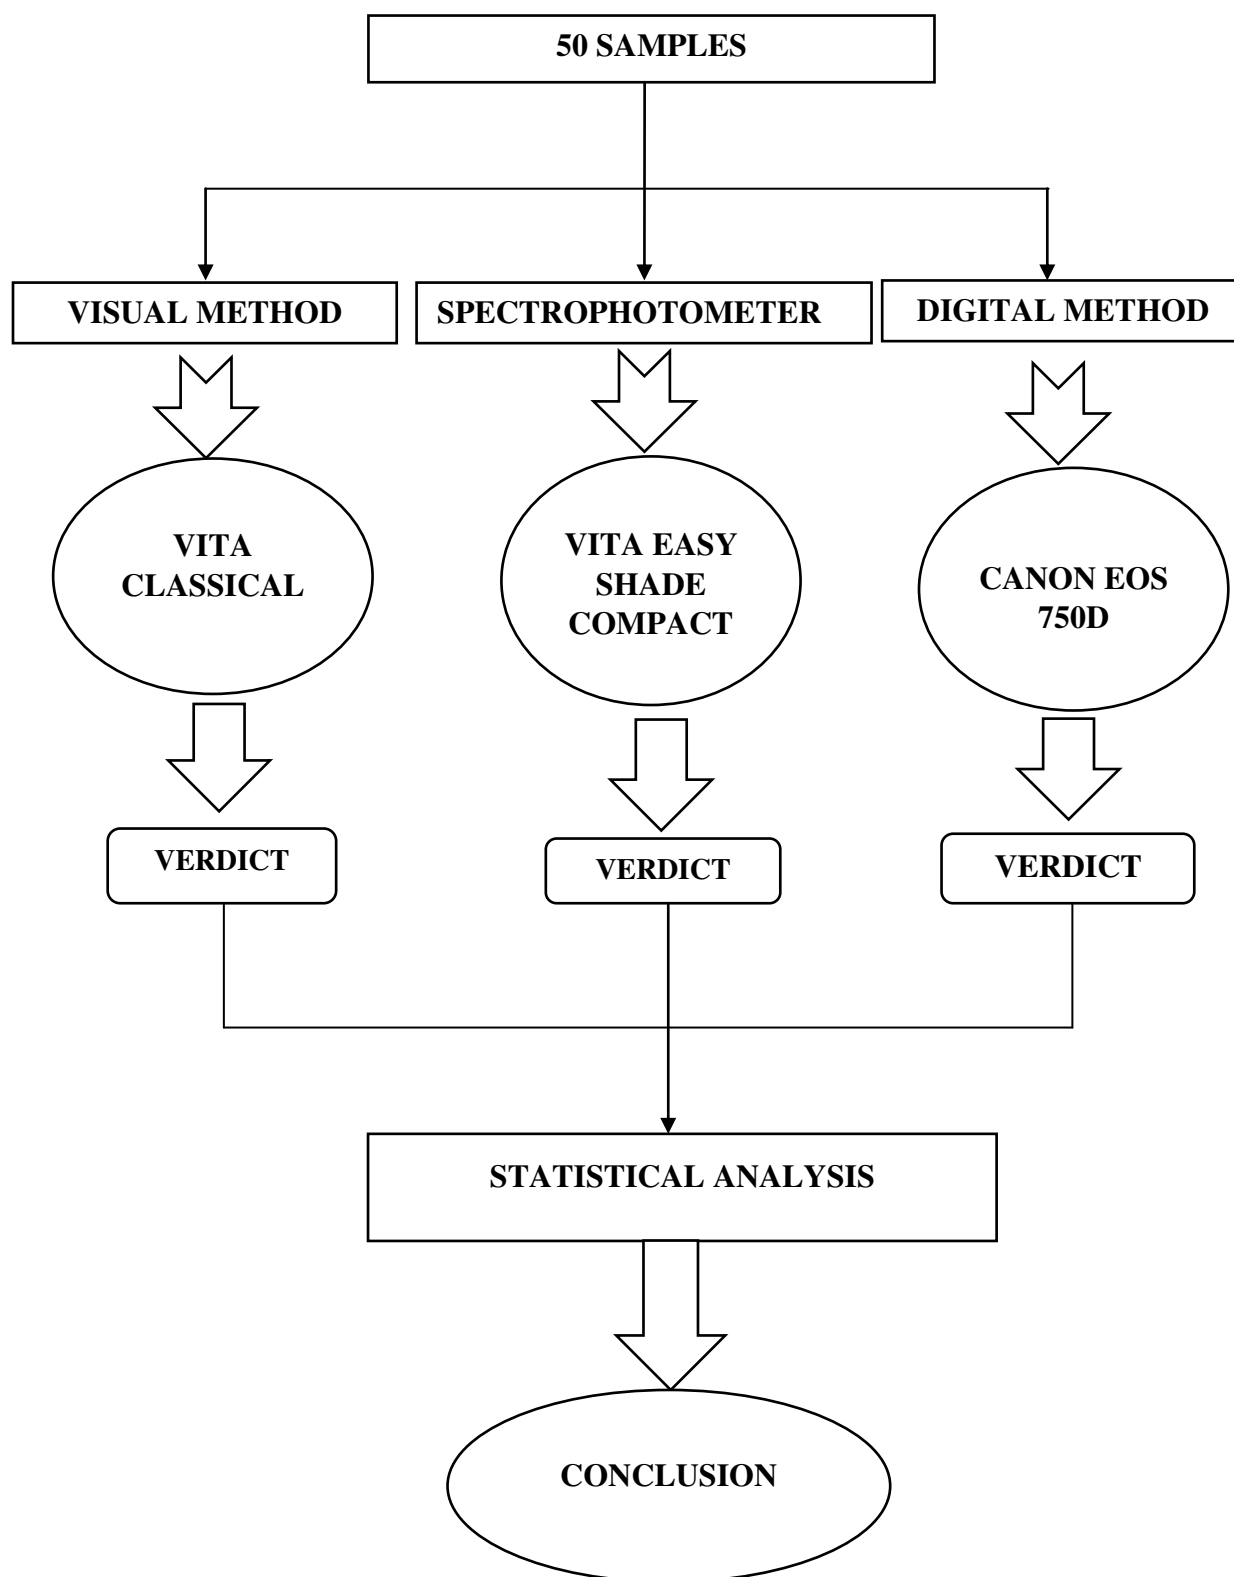 50 SAMPLES
VISUAL METHOD
SPECTROPHOTOMETER
DIGITAL METHOD
VITA
CLASSICAL
VITA EASY
SHADE
COMPACT
CANON EOS
750D
VERDICT
VERDICT
VERDICT
STATISTICAL ANALYSIS
CONCLUSION